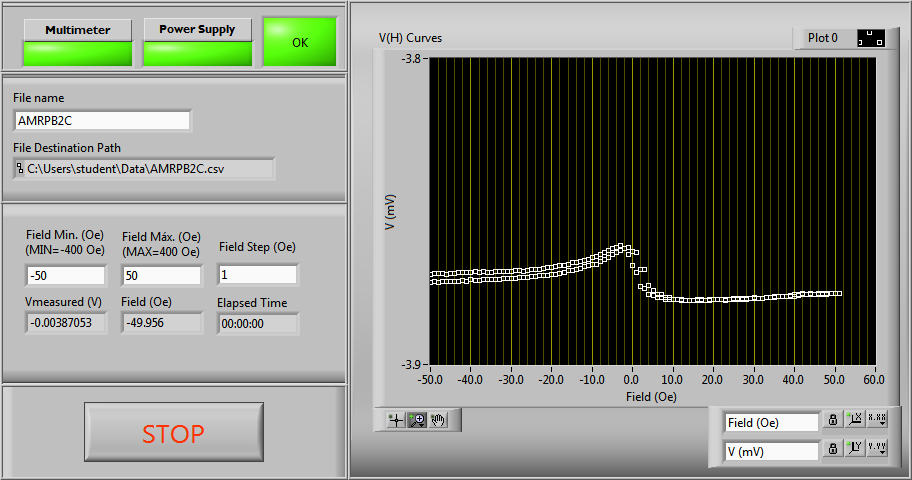 Multimeter
Power Supply
OK
File name
AMRPB2C
File Destination Path
C:\Users\student\Data\AMRPB2C.csv
Field Min. (Oe)
(MIN=-400 Oe)
Field Máx. (Oe)
(MAX=400 Oe)
Field Step (Oe)
-50
50
1
Vmeasured (V)
Field (Oe)
Elapsed Time
-0.00387053
-49.956
00:00:00
STOP
V(H) Curves
Plot 0
-3.8
V (mV)
-3.9
-50.0 -40.0 -30.0 -20.0 -10.0 0.0 10.0 20.0 30.0 40.0 50.0 60.0
Field (Oe)
Field (Oe)
X
X.XX
V (mV)
Y
Y.YY